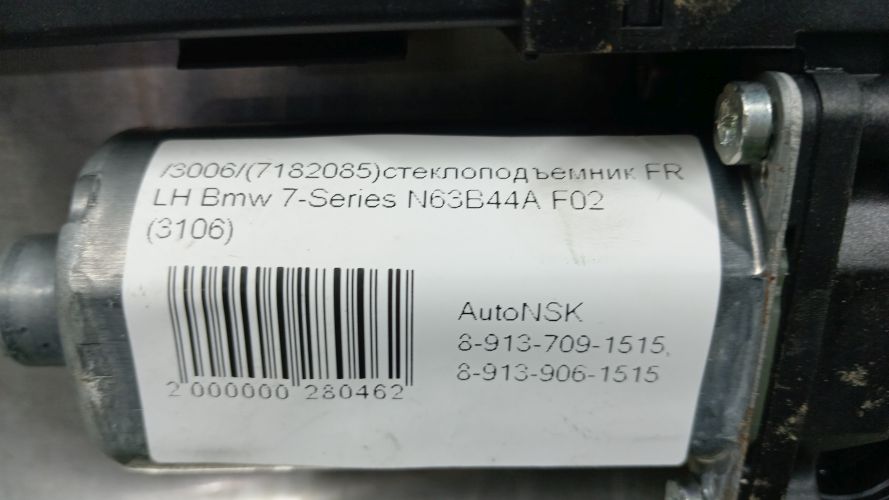 /3006/(7182085)стеклоподъемник FR
LH Bmw 7-Series N63B44A F02
(3106)
AutoNSK
8-913-709-1515,
8-913-906-1515
2 000000 280462